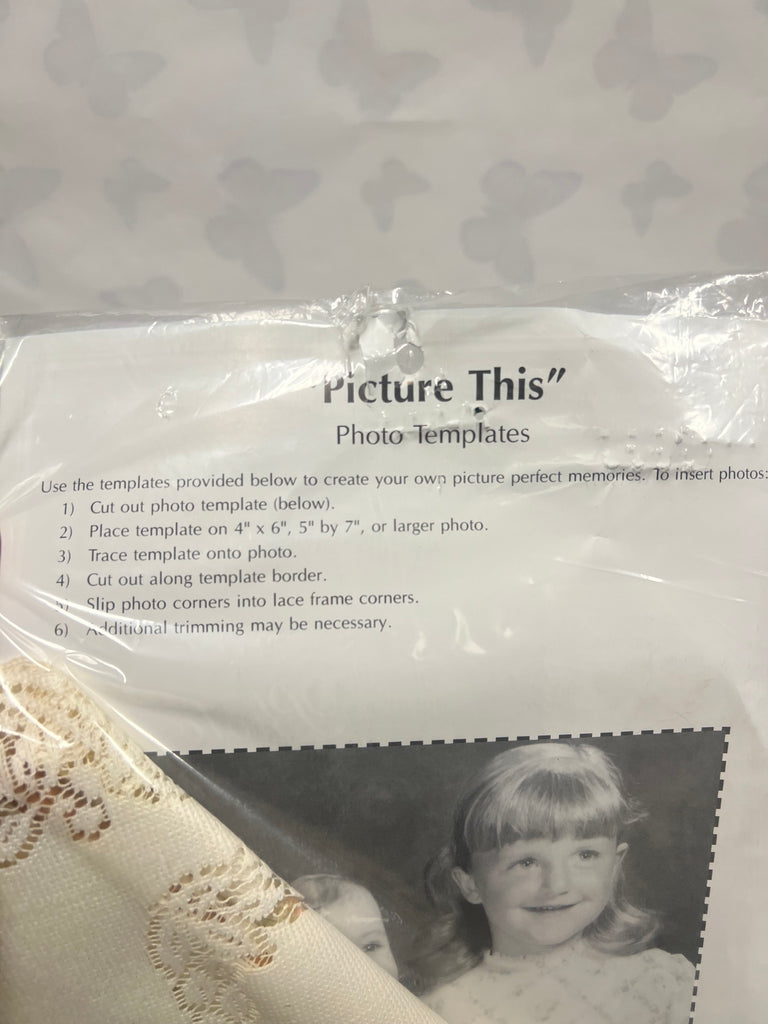 "Picture This"
Photo Templates
Use the templates provided below to create your own picture perfect memories. To insert photos:
1) Cut out photo template (below).
2) Place template on 4" x 6", 5" by 7", or larger photo.
3) Trace template onto photo.
4) Cut out along template border.
5) Slip photo corners into lace frame corners.
6) Additional trimming may be necessary.